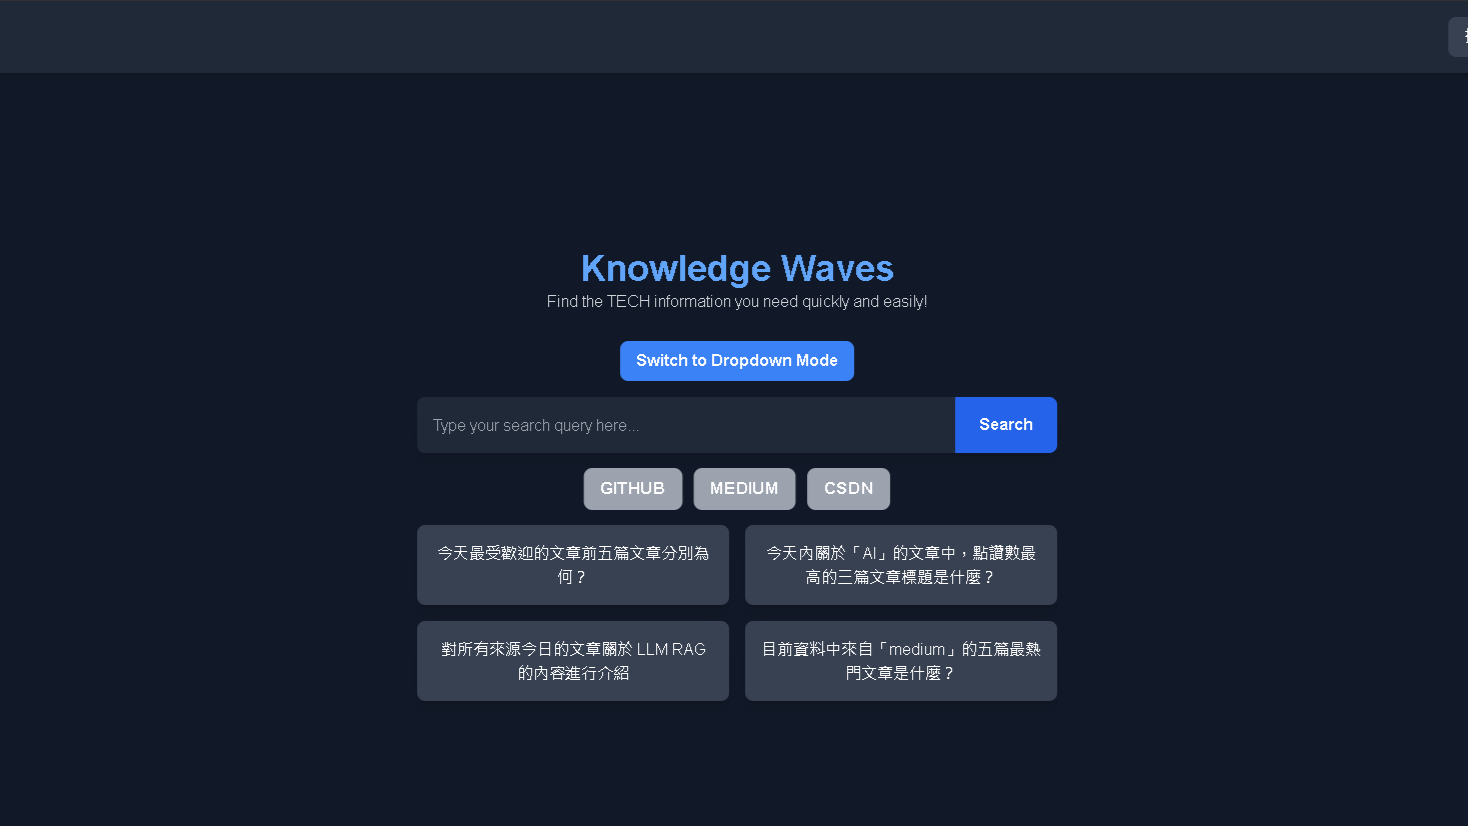 Knowledge Waves
Find the TECH information you need quickly and easily!
Switch to Dropdown Mode
Type your search query here...
Search
GITHUB
MEDIUM
CSDN
今天最受歡迎的文章前五篇文章分別為
何？
今天內關於「AI」的文章中，點讚數最
高的三篇文章標題是什麼？
對所有來源今日的文章關於 LLM RAG
的內容進行介紹
目前資料中來自「medium」的五篇最熱
門文章是什麼？